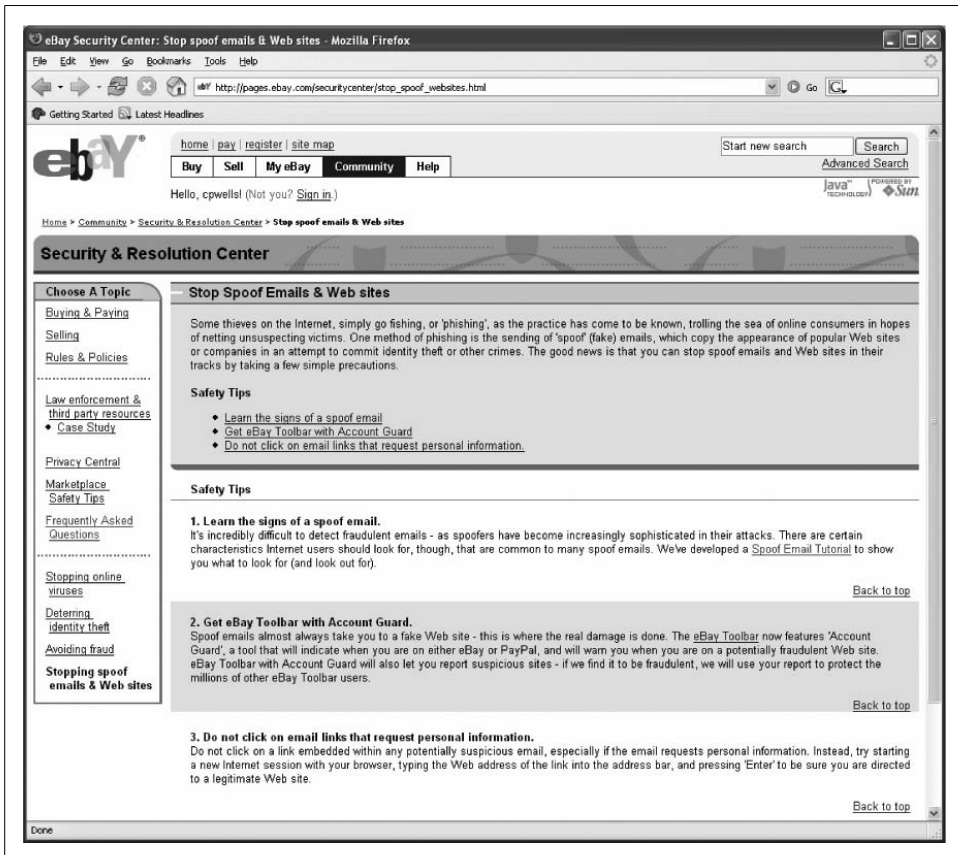 eBay Security Center: Stop spoof emails & Web sites - Mozilla Firefox
File Edit View Go Bookmarks Tools Help
http://pages.ebay.com/securitycenter/stop_spoof_websites.html
Go
Getting Started Latest Headlines
ebaY®
home | pay | register | site map
Start new search Search
Buy Sell My eBay Community Help
Advanced Search
Hello, cpwells! (Not you? Sign in.)
Java™ TECHNOLOGY POWERED BY Sun
Home > Community > Security & Resolution Center > Stop spoof emails & Web sites
Security & Resolution Center
Choose A Topic
Buying & Paying
Selling
Rules & Policies
Law enforcement &
third party resources
Case Study
Privacy Central
Marketplace
Safety Tips
Frequently Asked
Questions
Stopping online
viruses
Deterring
identity theft
Avoiding fraud
Stopping spoof
emails & Web sites
Stop Spoof Emails & Web sites
Some thieves on the Internet, simply go fishing, or 'phishing', as the practice has come to be known, trolling the sea of online consumers in hopes
of netting unsuspecting victims. One method of phishing is the sending of 'spoof' (fake) emails, which copy the appearance of popular Web sites
or companies in an attempt to commit identity theft or other crimes. The good news is that you can stop spoof emails and Web sites in their
tracks by taking a few simple precautions.
Safety Tips
Learn the signs of a spoof email
Get eBay Toolbar with Account Guard
Do not click on email links that request personal information.
Safety Tips
1. Learn the signs of a spoof email.
It's incredibly difficult to detect fraudulent emails - as spoofers have become increasingly sophisticated in their attacks. There are certain
characteristics Internet users should look for, though, that are common to many spoof emails. We've developed a Spoof Email Tutorial to show
you what to look for (and look out for).
Back to top
2. Get eBay Toolbar with Account Guard.
Spoof emails almost always take you to a fake Web site - this is where the real damage is done. The eBay Toolbar now features 'Account
Guard', a tool that will indicate when you are on either eBay or PayPal, and will warn you when you are on a potentially fraudulent Web site.
eBay Toolbar with Account Guard will also let you report suspicious sites - if we find it to be fraudulent, we will use your report to protect the
millions of other eBay Toolbar users.
Back to top
3. Do not click on email links that request personal information.
Do not click on a link embedded within any potentially suspicious email, especially if the email requests personal information. Instead, try starting
a new Internet session with your browser, typing the Web address of the link into the address bar, and pressing 'Enter' to be sure you are directed
to a legitimate Web site.
Back to top
Done